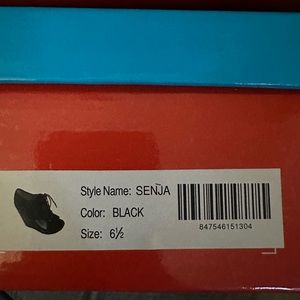 Style Name: SENJA
Color: BLACK
Size: 6½
847546151304